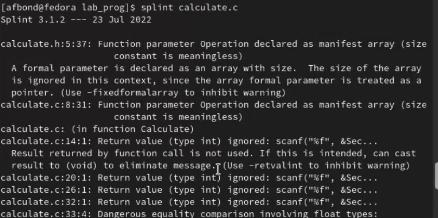 [afbond@fedora lab_prog]$ splint calculate.c
Splint 3.1.2 --- 23 Jul 2022
calculate.h:5:37: Function parameter Operation declared as manifest array (size
constant is meaningless)
A formal parameter is declared as an array with size.  The size of the array
is ignored in this context, since the array formal parameter is treated as a
pointer. (Use -fixedformalarray to inhibit warning)
calculate.c:8:31: Function parameter Operation declared as manifest array (size
constant is meaningless)
calculate.c: (in function Calculate)
calculate.c:14:1: Return value (type int) ignored: scanf("%f", &Sec...
Result returned by function call is not used. If this is intended, can cast
result to (void) to eliminate message. (Use -retvalint to inhibit warning)
calculate.c:20:1: Return value (type int) ignored: scanf("%f", &Sec...
calculate.c:26:1: Return value (type int) ignored: scanf("%f", &Sec...
calculate.c:32:1: Return value (type int) ignored: scanf("%f", &Sec...
calculate.c:33:4: Dangerous equality comparison involving float types: